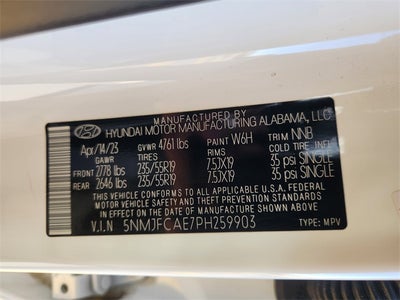 MANUFACTURED BY
HYUNDAI MOTOR MANUFACTURING ALABAMA, LLC
Apr/14/23 GVWR 4761 lbs PAINT W6H TRIM NNB
GAWR TIRES RIMS COLD TIRE INFL.
FRONT 2778 lbs 235/55R19 7.5JX19 35 psi SINGLE
REAR 2646 lbs 235/55R19 7.5JX19 35 psi SINGLE
THIS VEHICLE CONFORMS TO ALL APPLICABLE U.S.A. FEDERAL
MOTOR VEHICLE SAFETY AND THEFT PREVENTION STANDARDS
IN EFFECT ON THE DATE OF MANUFACTURE SHOWN ABOVE.
V.I.N 5NMJFCAE7PH259903 TYPE: MPV